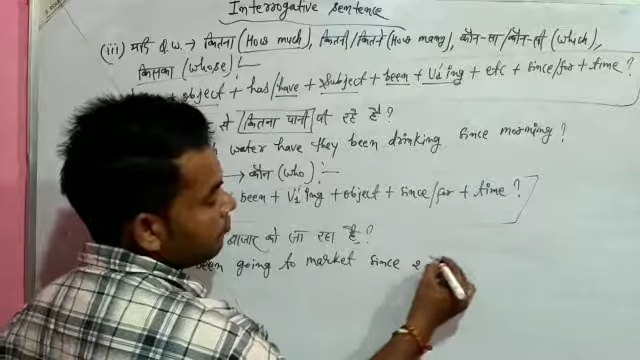 Interrogative sentence
(iii) यदि Q.W. → कितना (How much), कितनी/कितने (How many), कौन-सा/कौन-सी (which),
किसका (whose) :—
+ object + has/have + subject + been + V₁ ing + etc + since/for + time ?
से कितना पानी पी रहे है ?
water have they been drinking since morning ?
→ कौन (who) :—
been + V₁ ing + object + since/for + time ?
बाजार को जा रहा है ?
been going to market since